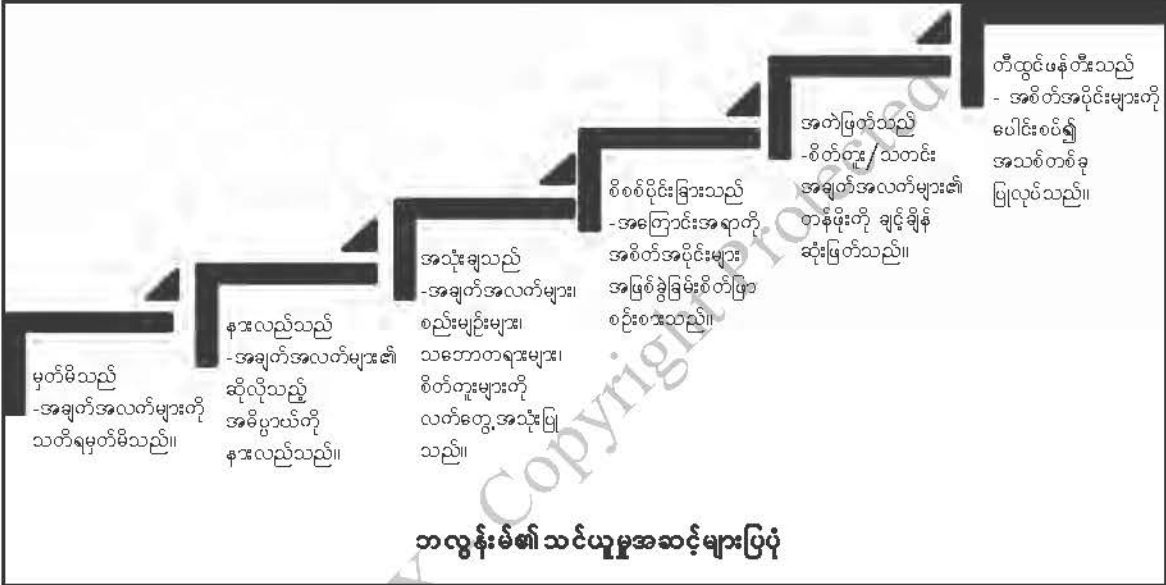 မှတ်မိသည်
-အချက်အလက်များကို
သတိရမှတ်မိသည်။
နားလည်သည်
-အချက်အလက်များ၏
ဆိုလိုသည့်
အဓိပ္ပာယ်ကို
နားလည်သည်။
အသုံးချသည်
-အချက်အလက်များ၊
စည်းမျဉ်းများ၊
သဘောတရားများ၊
စိတ်ကူးများကို
လက်တွေ့အသုံးပြု
သည်။
စိစစ်ပိုင်းခြားသည်
-အကြောင်းအရာကို
အစိတ်အပိုင်းများ
အဖြစ်ခွဲခြမ်းစိတ်ဖြာ
စဉ်းစားသည်။
အကဲဖြတ်သည်
-စိတ်ကူး/သတင်း
အချက်အလက်များ၏
တန်ဖိုးကို ချင့်ချိန်
ဆုံးဖြတ်သည်။
တီထွင်ဖန်တီးသည်
- အစိတ်အပိုင်းများကို
ပေါင်းစပ်၍
အသစ်တစ်ခု
ပြုလုပ်သည်။
ဘလွန်းမ်၏ သင်ယူမှုအဆင့်များပြပုံ
Copyright Protected